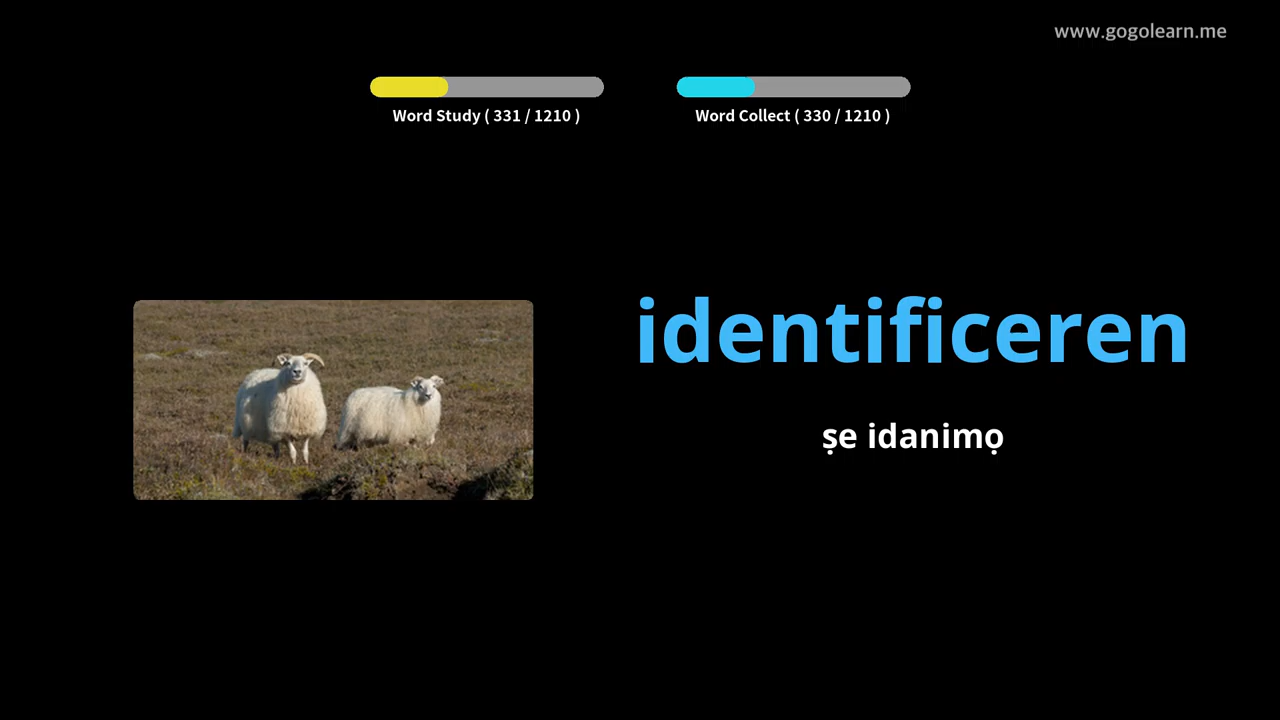 www.gogolearn.me
Word Study ( 331 / 1210 )
Word Collect ( 330 / 1210 )
identificeren
ṣe idanimọ